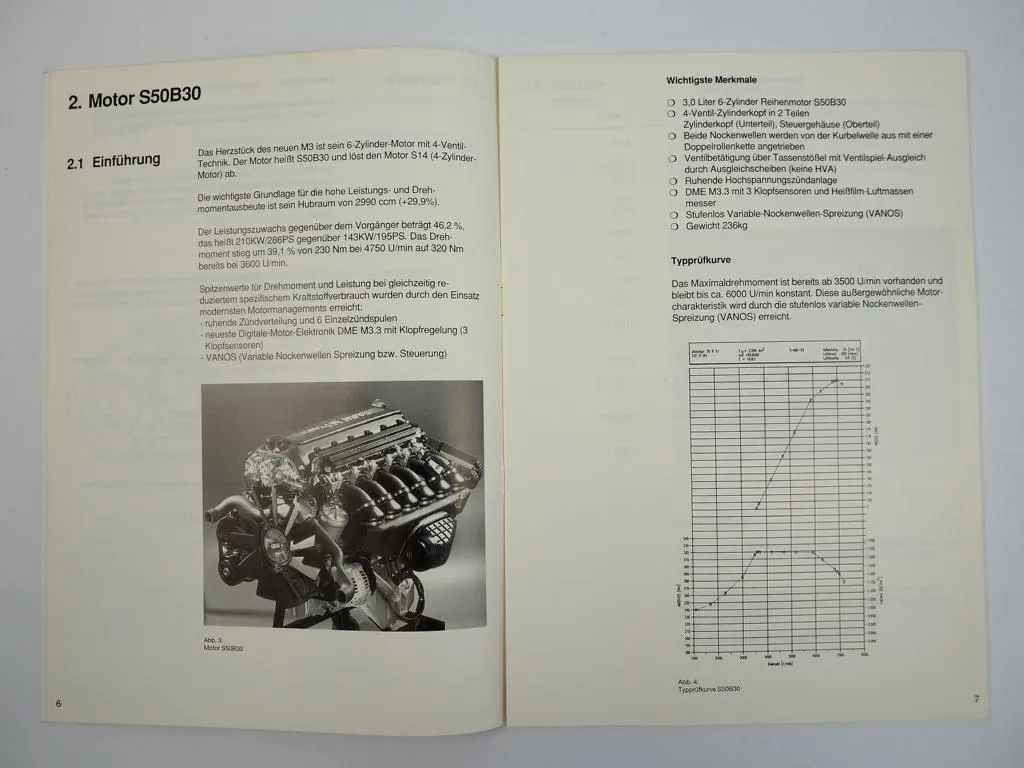 2. Motor S50B30
2.1 Einführung
Das Herzstück des neuen M3 ist sein 6-Zylinder-Motor mit 4-Ventil-
Technik. Der Motor heißt S50B30 und löst den Motor S14 (4-Zylinder-
Motor) ab.
Die wichtigste Grundlage für die hohe Leistungs- und Dreh-
momentausbeute ist sein Hubraum von 2990 ccm (+29,9%).
Der Leistungszuwachs gegenüber dem Vorgänger beträgt 46,2 %,
das heißt 210KW/286PS gegenüber 143KW/195PS. Das Dreh-
moment stieg um 39,1 % von 230 Nm bei 4750 U/min auf 320 Nm
bereits bei 3600 U/min.
Spitzenwerte für Drehmoment und Leistung bei gleichzeitig re-
duziertem spezifischem Kraftstoffverbrauch wurden durch den Einsatz
modernsten Motormanagements erreicht:
- ruhende Zündverteilung und 6 Einzelzündspulen
- neueste Digitale-Motor-Elektronik DME M3.3 mit Klopfregelung (3
Klopfsensoren)
- VANOS (Variable Nockenwellen Spreizung bzw. Steuerung)
Abb. 3:
Motor S50B30
6
Wichtigste Merkmale
❍ 3,0 Liter 6-Zylinder Reihenmotor S50B30
❍ 4-Ventil-Zylinderkopf in 2 Teilen
Zylinderkopf (Unterteil), Steuergehäuse (Oberteil)
❍ Beide Nockenwellen werden von der Kurbelwelle aus mit einer
Doppelrollenkette angetrieben
❍ Ventilbetätigung über Tassenstößel mit Ventilspiel-Ausgleich
durch Ausgleichscheiben (keine HVA)
❍ Ruhende Hochspannungszündanlage
❍ DME M3.3 mit 3 Klopfsensoren und Heißfilm-Luftmassen
messer
❍ Stufenlos Variable-Nockenwellen-Spreizung (VANOS)
❍ Gewicht 236kg
Typprüfkurve
Das Maximaldrehmoment ist bereits ab 3500 U/min vorhanden und
bleibt bis ca. 6000 U/min konstant. Diese außergewöhnliche Motor-
charakteristik wird durch die stufenlos variable Nockenwellen-
Spreizung (VANOS) erreicht.
Drehzahl [1/min]
Abb. 4:
Typprüfkurve S50B30
7